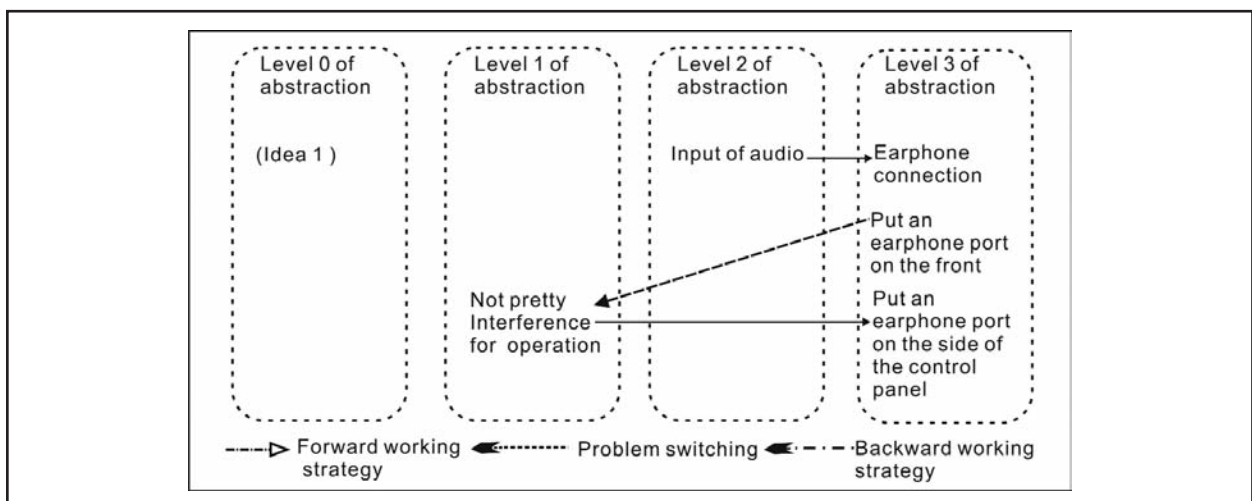 Level 0 of
abstraction
Level 1 of
abstraction
Level 2 of
abstraction
Level 3 of
abstraction
(Idea 1 )
Input of audio
Earphone
connection
Put an
earphone port
on the front
Not pretty
Interference
for operation
Put an
earphone port
on the side of
the control
panel
Forward working
strategy
Problem switching
Backward working
strategy